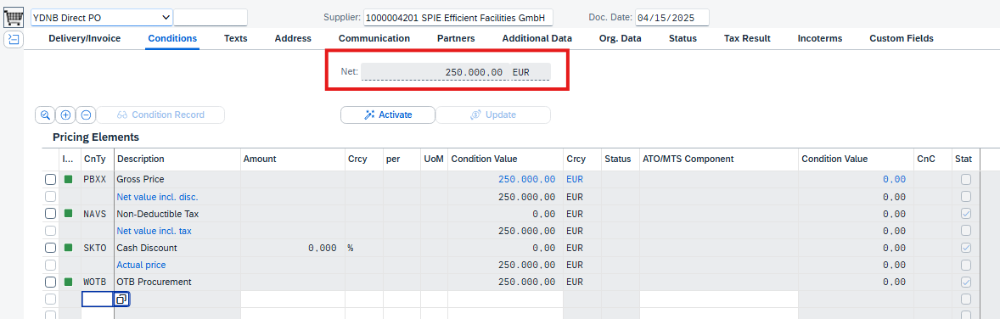 YDNB Direct PO Supplier: 1000004201 SPIE Efficient Facilities GmbH Doc. Date: 04/15/2025
Delivery/Invoice Conditions Texts Address Communication Partners Additional Data Org. Data Status Tax Result Incoterms Custom Fields
Net: 250.000,00 EUR
Condition Record Activate Update
Pricing Elements
I... CnTy Description Amount Crcy per UoM Condition Value Crcy Status ATO/MTS Component Condition Value CnC Stat
PBXX Gross Price 250.000,00 EUR 0,00
Net value incl. disc. 250.000,00 EUR 0,00
NAVS Non-Deductible Tax 0,00 EUR 0,00
Net value incl. tax 250.000,00 EUR 0,00
SKTO Cash Discount 0,000 % 0,00 EUR 0,00
Actual price 250.000,00 EUR 0,00
WOTB OTB Procurement 250.000,00 EUR 0,00